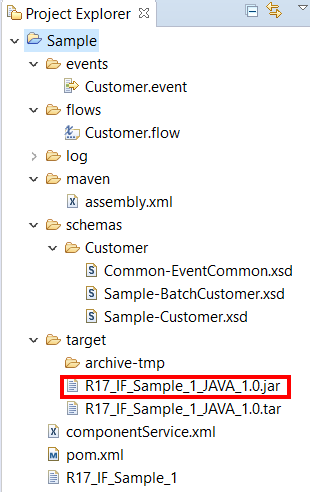 Project Explorer
Sample
events
Customer.event
flows
Customer.flow
log
maven
assembly.xml
schemas
Customer
Common-EventCommon.xsd
Sample-BatchCustomer.xsd
Sample-Customer.xsd
target
archive-tmp
R17_IF_Sample_1_JAVA_1.0.jar
R17_IF_Sample_1_JAVA_1.0.tar
componentService.xml
pom.xml
R17_IF_Sample_1